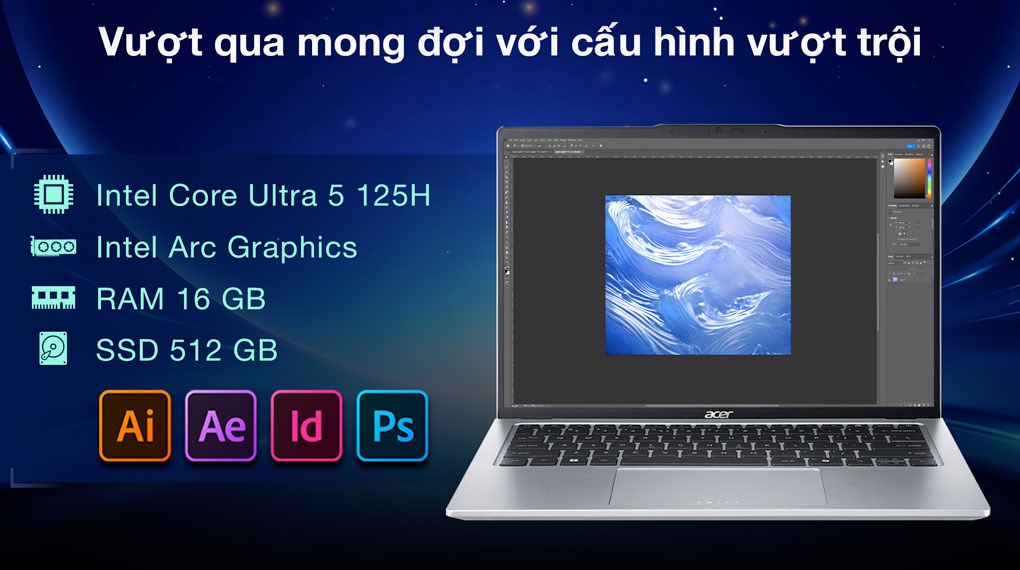 Vượt qua mong đợi với cấu hình vượt trội
Intel Core Ultra 5 125H
Intel Arc Graphics
RAM 16 GB
SSD 512 GB
Ai Ae Id Ps
acer
SWIFT